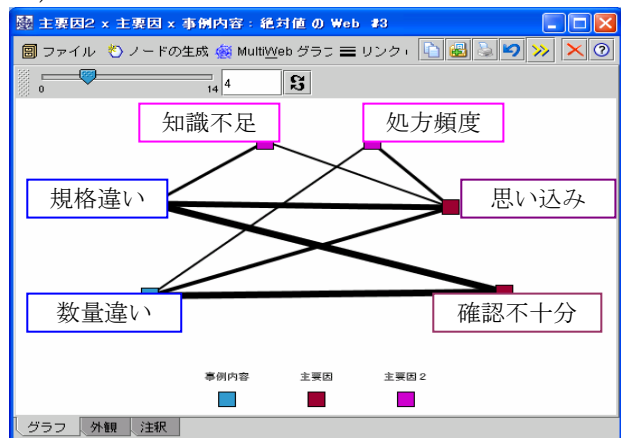 主要因2 x 主要因 x 事例内容 : 絶対値 の Web #3
ファイル ノードの生成 MultiWeb グラフ リンク
0 14 4
知識不足 処方頻度
規格違い 思い込み
数量違い 確認不十分
事例内容 主要因 主要因2
グラフ 外観 注釈